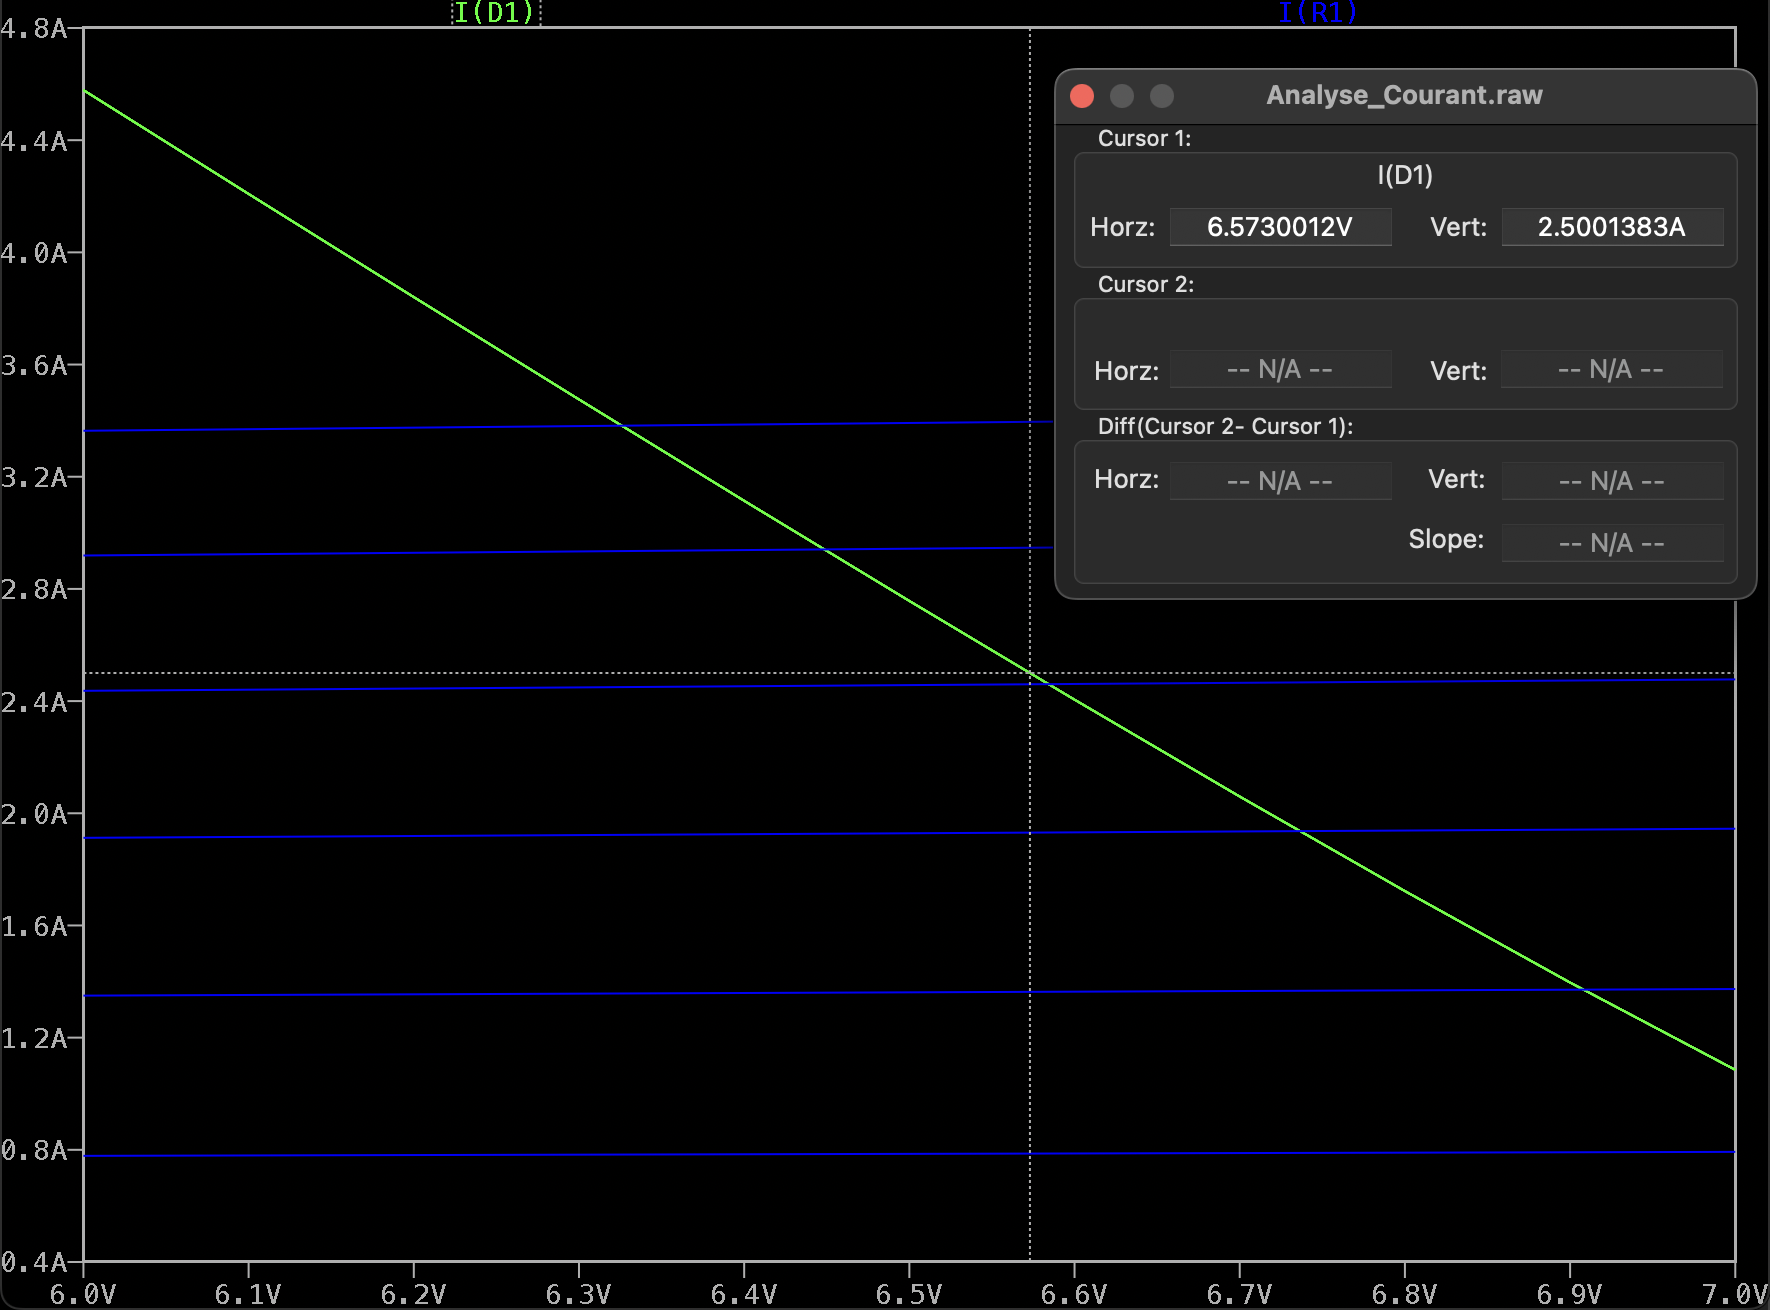 I(D1) I(R1)
4.8A
4.4A
4.0A
3.6A
3.2A
2.8A
2.4A
2.0A
1.6A
1.2A
0.8A
0.4A
6.0V 6.1V 6.2V 6.3V 6.4V 6.5V 6.6V 6.7V 6.8V 6.9V 7.0V
Analyse_Courant.raw
Cursor 1:
I(D1)
Horz: 6.5730012V Vert: 2.5001383A
Cursor 2:
Horz: -- N/A -- Vert: -- N/A --
Diff(Cursor 2- Cursor 1):
Horz: -- N/A -- Vert: -- N/A --
Slope: -- N/A --